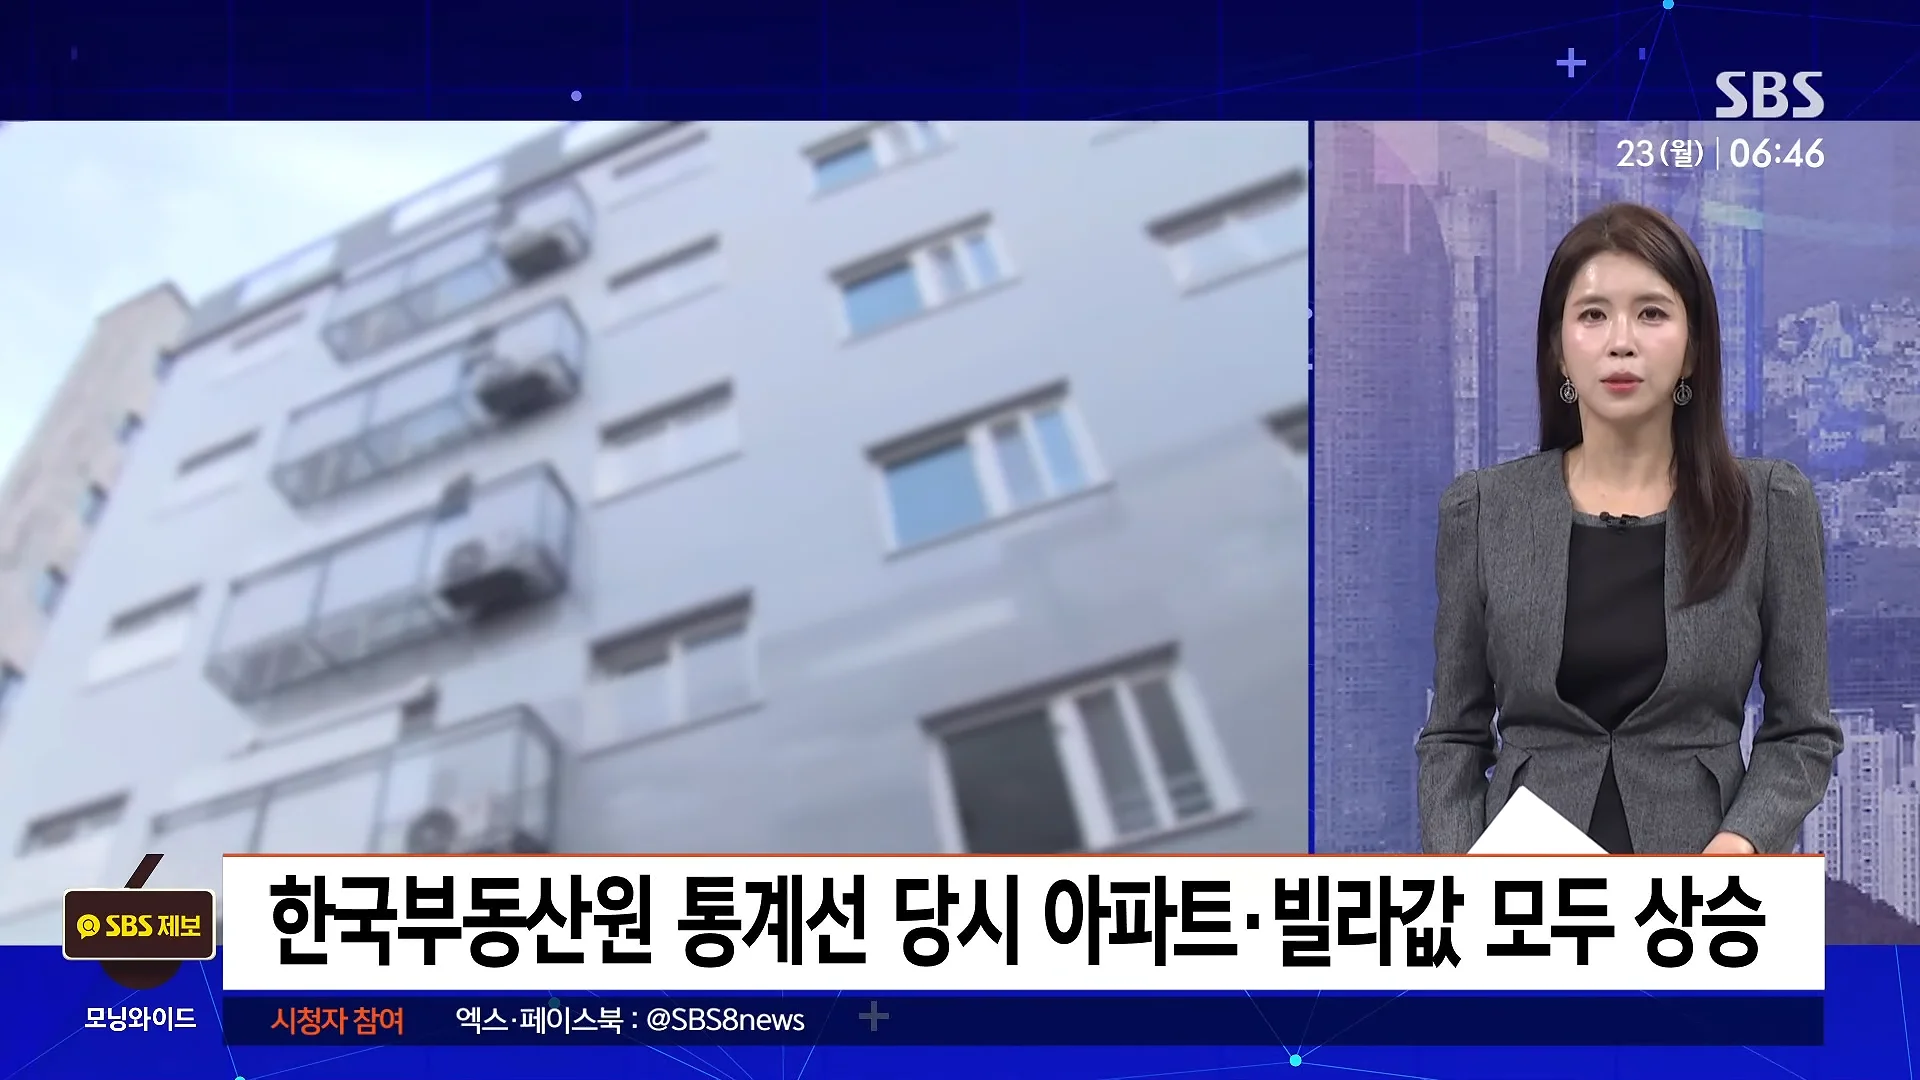 SBS
23(월) | 06:46
한국부동산원 통계선 당시 아파트·빌라값 모두 상승
SBS 제보
모닝와이드
시청자 참여 엑스·페이스북 : @SBS8news